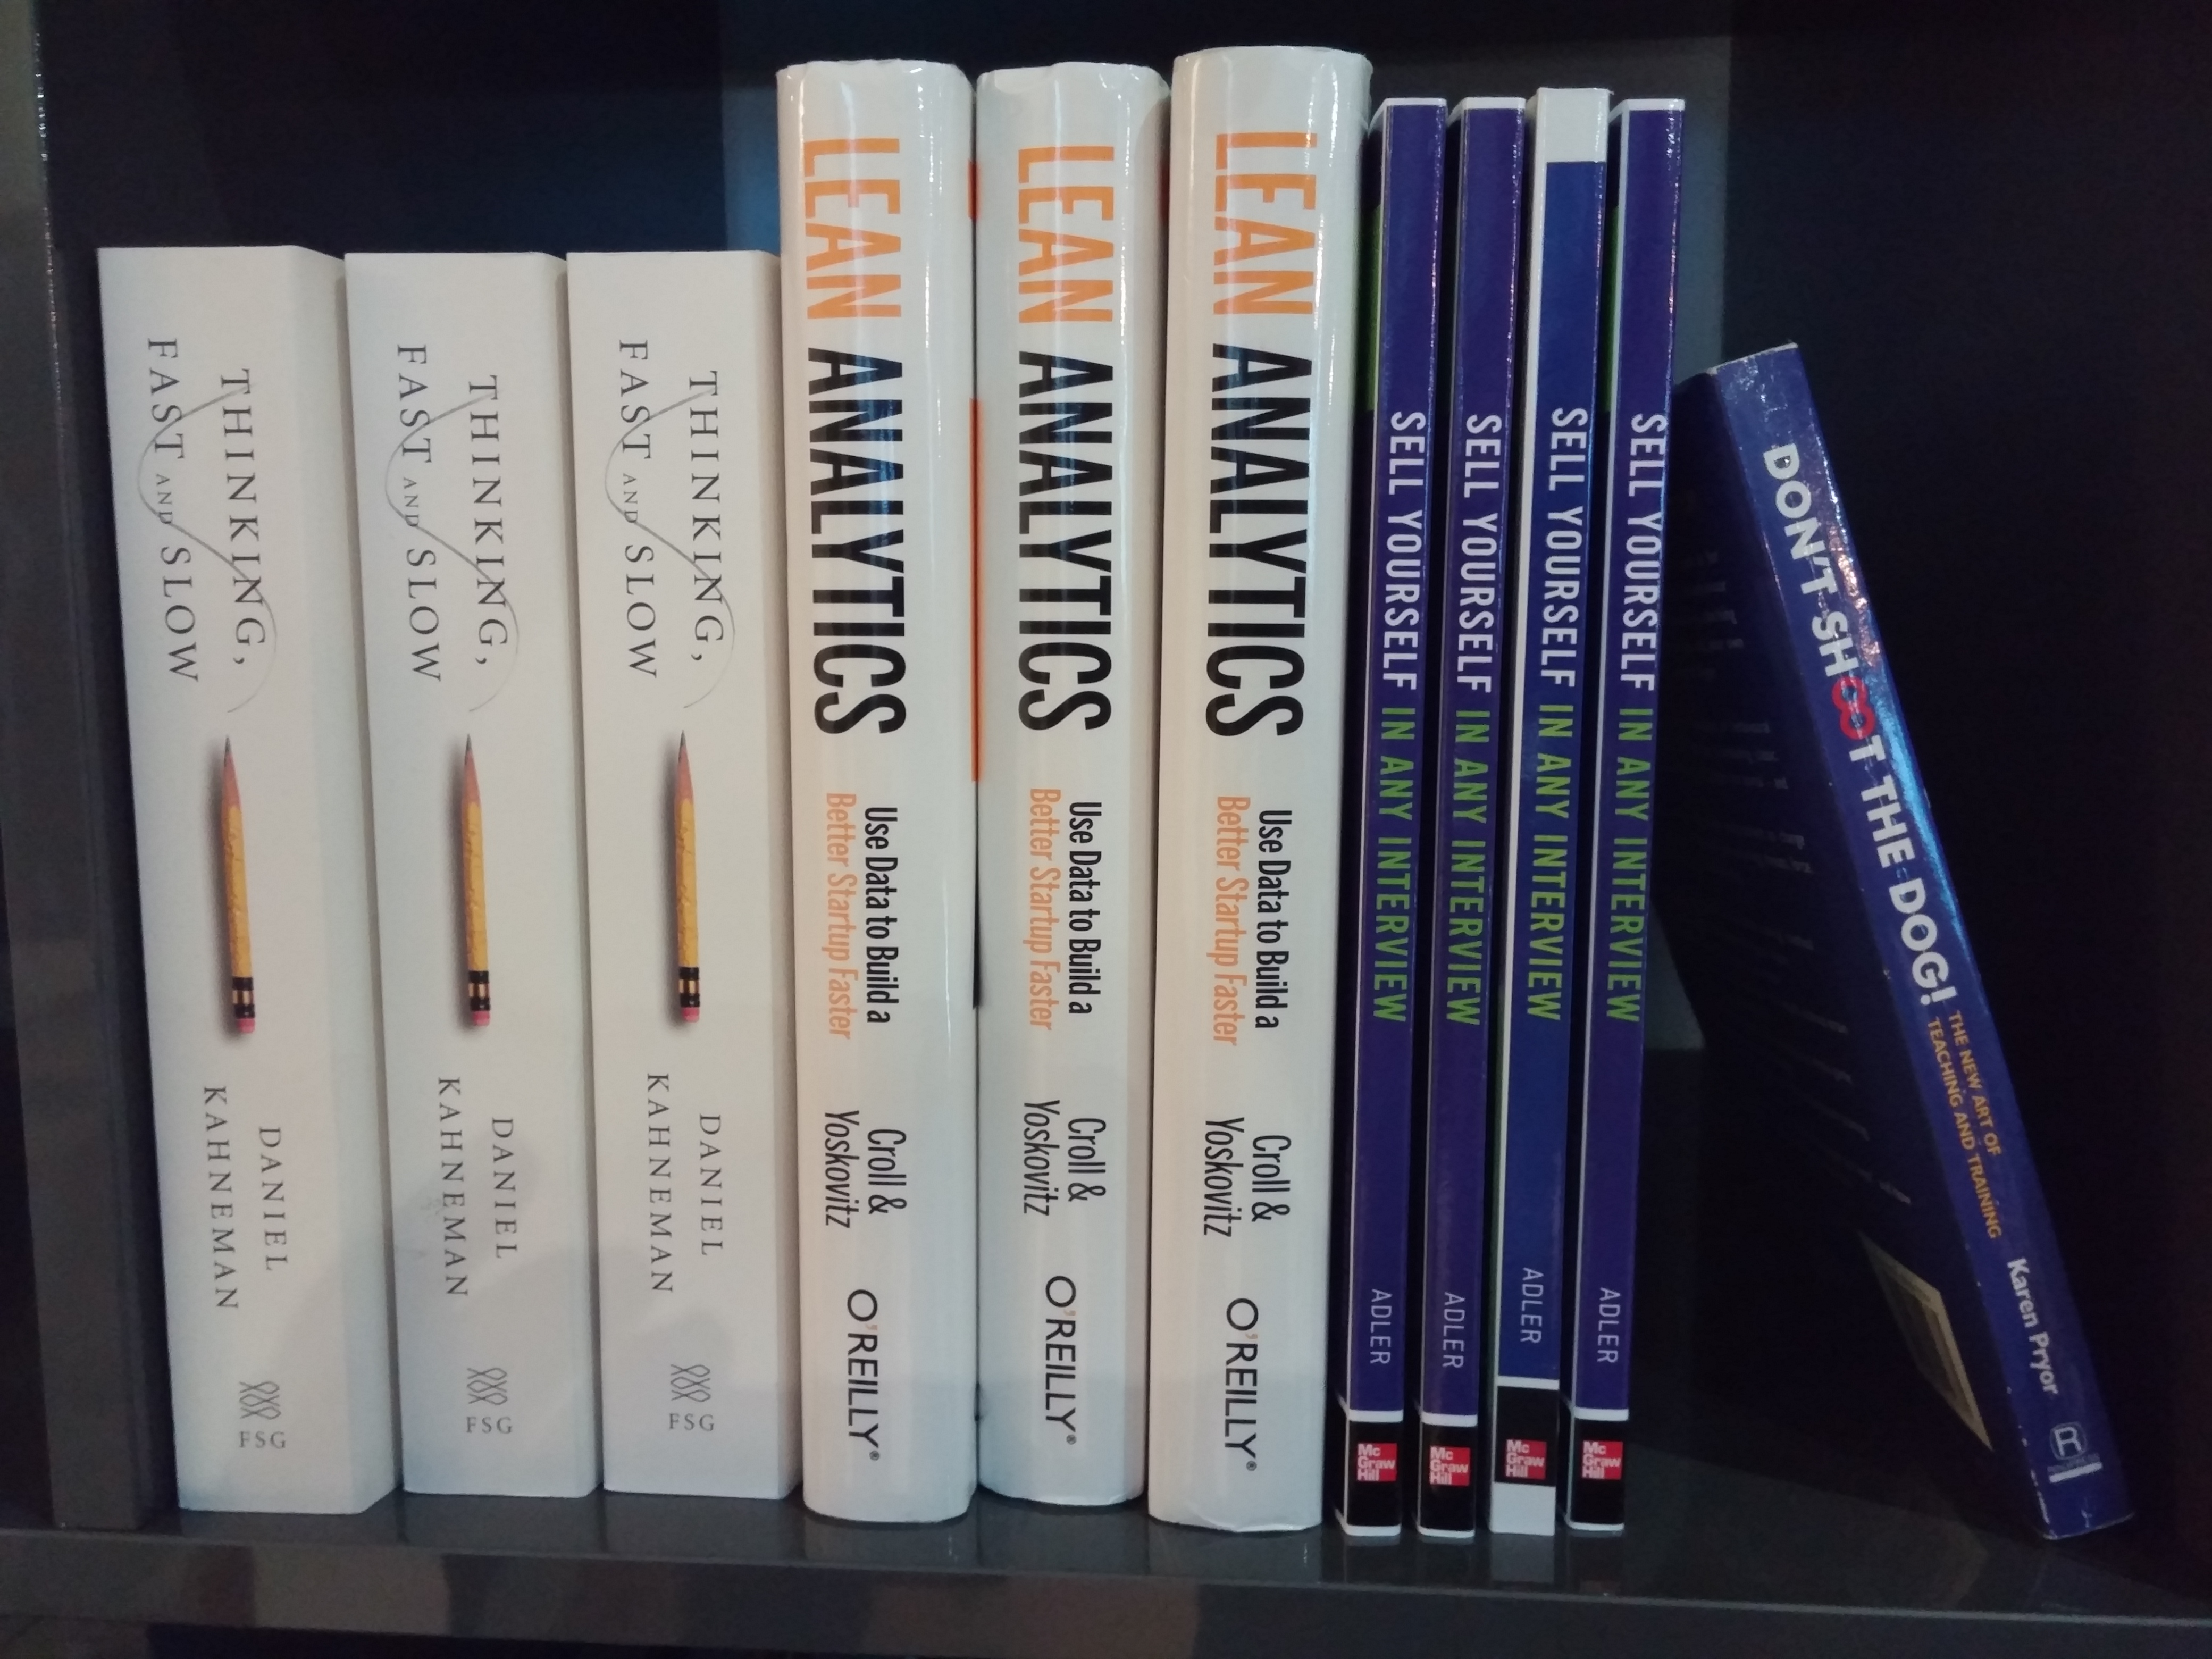 THINKING,
FAST AND SLOW
DANIEL
KAHNEMAN
FSG
THINKING,
FAST AND SLOW
DANIEL
KAHNEMAN
FSG
THINKING,
FAST AND SLOW
DANIEL
KAHNEMAN
FSG
LEAN ANALYTICS
Use Data to Build a
Better Startup Faster
Croll &
Yoskovitz
O'REILLY®
LEAN ANALYTICS
Use Data to Build a
Better Startup Faster
Croll &
Yoskovitz
O'REILLY®
LEAN ANALYTICS
Use Data to Build a
Better Startup Faster
Croll &
Yoskovitz
O'REILLY®
SELL YOURSELF IN ANY INTERVIEW
ADLER
Mc
Graw
Hill
SELL YOURSELF IN ANY INTERVIEW
ADLER
Mc
Graw
Hill
SELL YOURSELF IN ANY INTERVIEW
ADLER
Mc
Graw
Hill
SELL YOURSELF IN ANY INTERVIEW
ADLER
Mc
Graw
Hill
DON'T SHOOT THE DOG!
THE NEW ART OF
TEACHING AND TRAINING
Karen Pryor